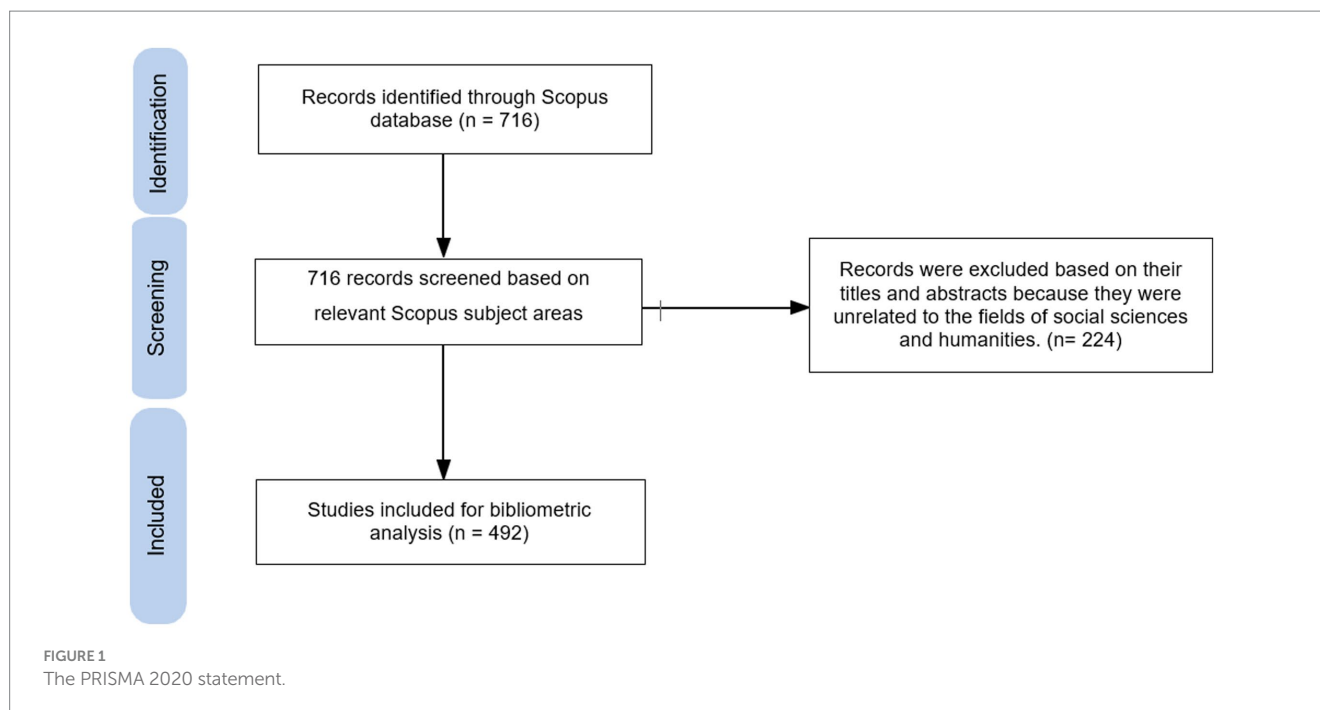 Identification
Records identified through Scopus
database (n = 716)
Screening
716 records screened based on
relevant Scopus subject areas
Records were excluded based on their
titles and abstracts because they were
unrelated to the fields of social sciences
and humanities. (n= 224)
Included
Studies included for bibliometric
analysis (n = 492)
FIGURE 1
The PRISMA 2020 statement.